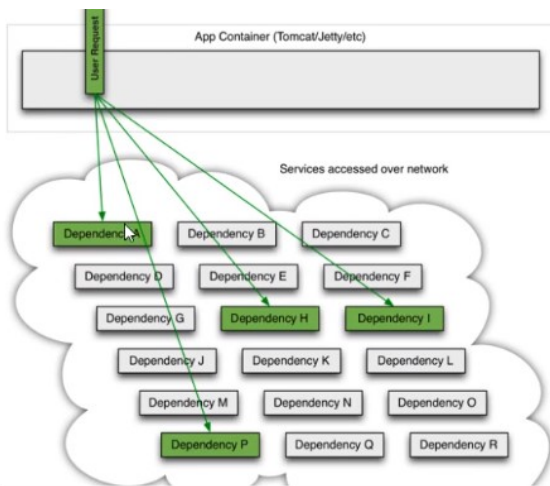 User Request
App Container (Tomcat/Jetty/etc)
Services accessed over network
Dependency B
Dependency C
Dependency D
Dependency E
Dependency F
Dependency G
Dependency H
Dependency I
Dependency J
Dependency K
Dependency L
Dependency M
Dependency N
Dependency O
Dependency P
Dependency Q
Dependency R